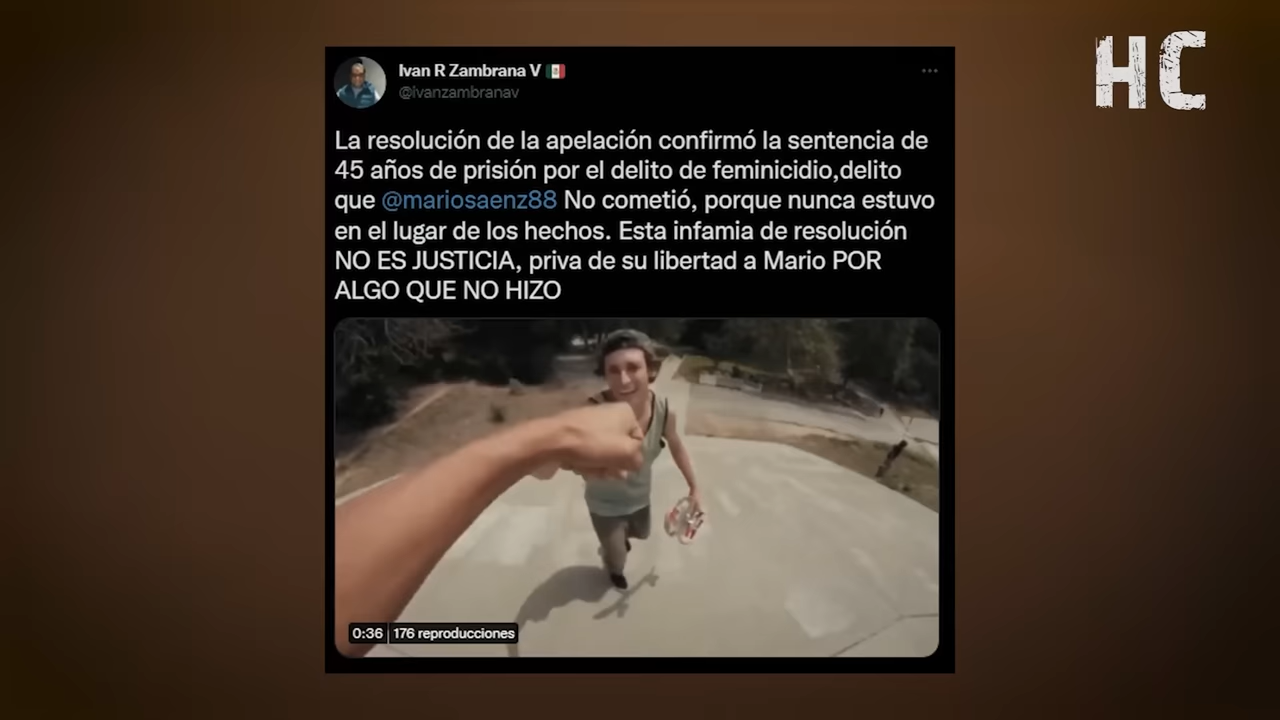 HC
Ivan R Zambrana V 🇲🇽
@ivanzambranav
La resolución de la apelación confirmó la sentencia de
45 años de prisión por el delito de feminicidio,delito
que @mariosaenz88 No cometió, porque nunca estuvo
en el lugar de los hechos. Esta infamia de resolución
NO ES JUSTICIA, priva de su libertad a Mario POR
ALGO QUE NO HIZO
0:36 176 reproducciones